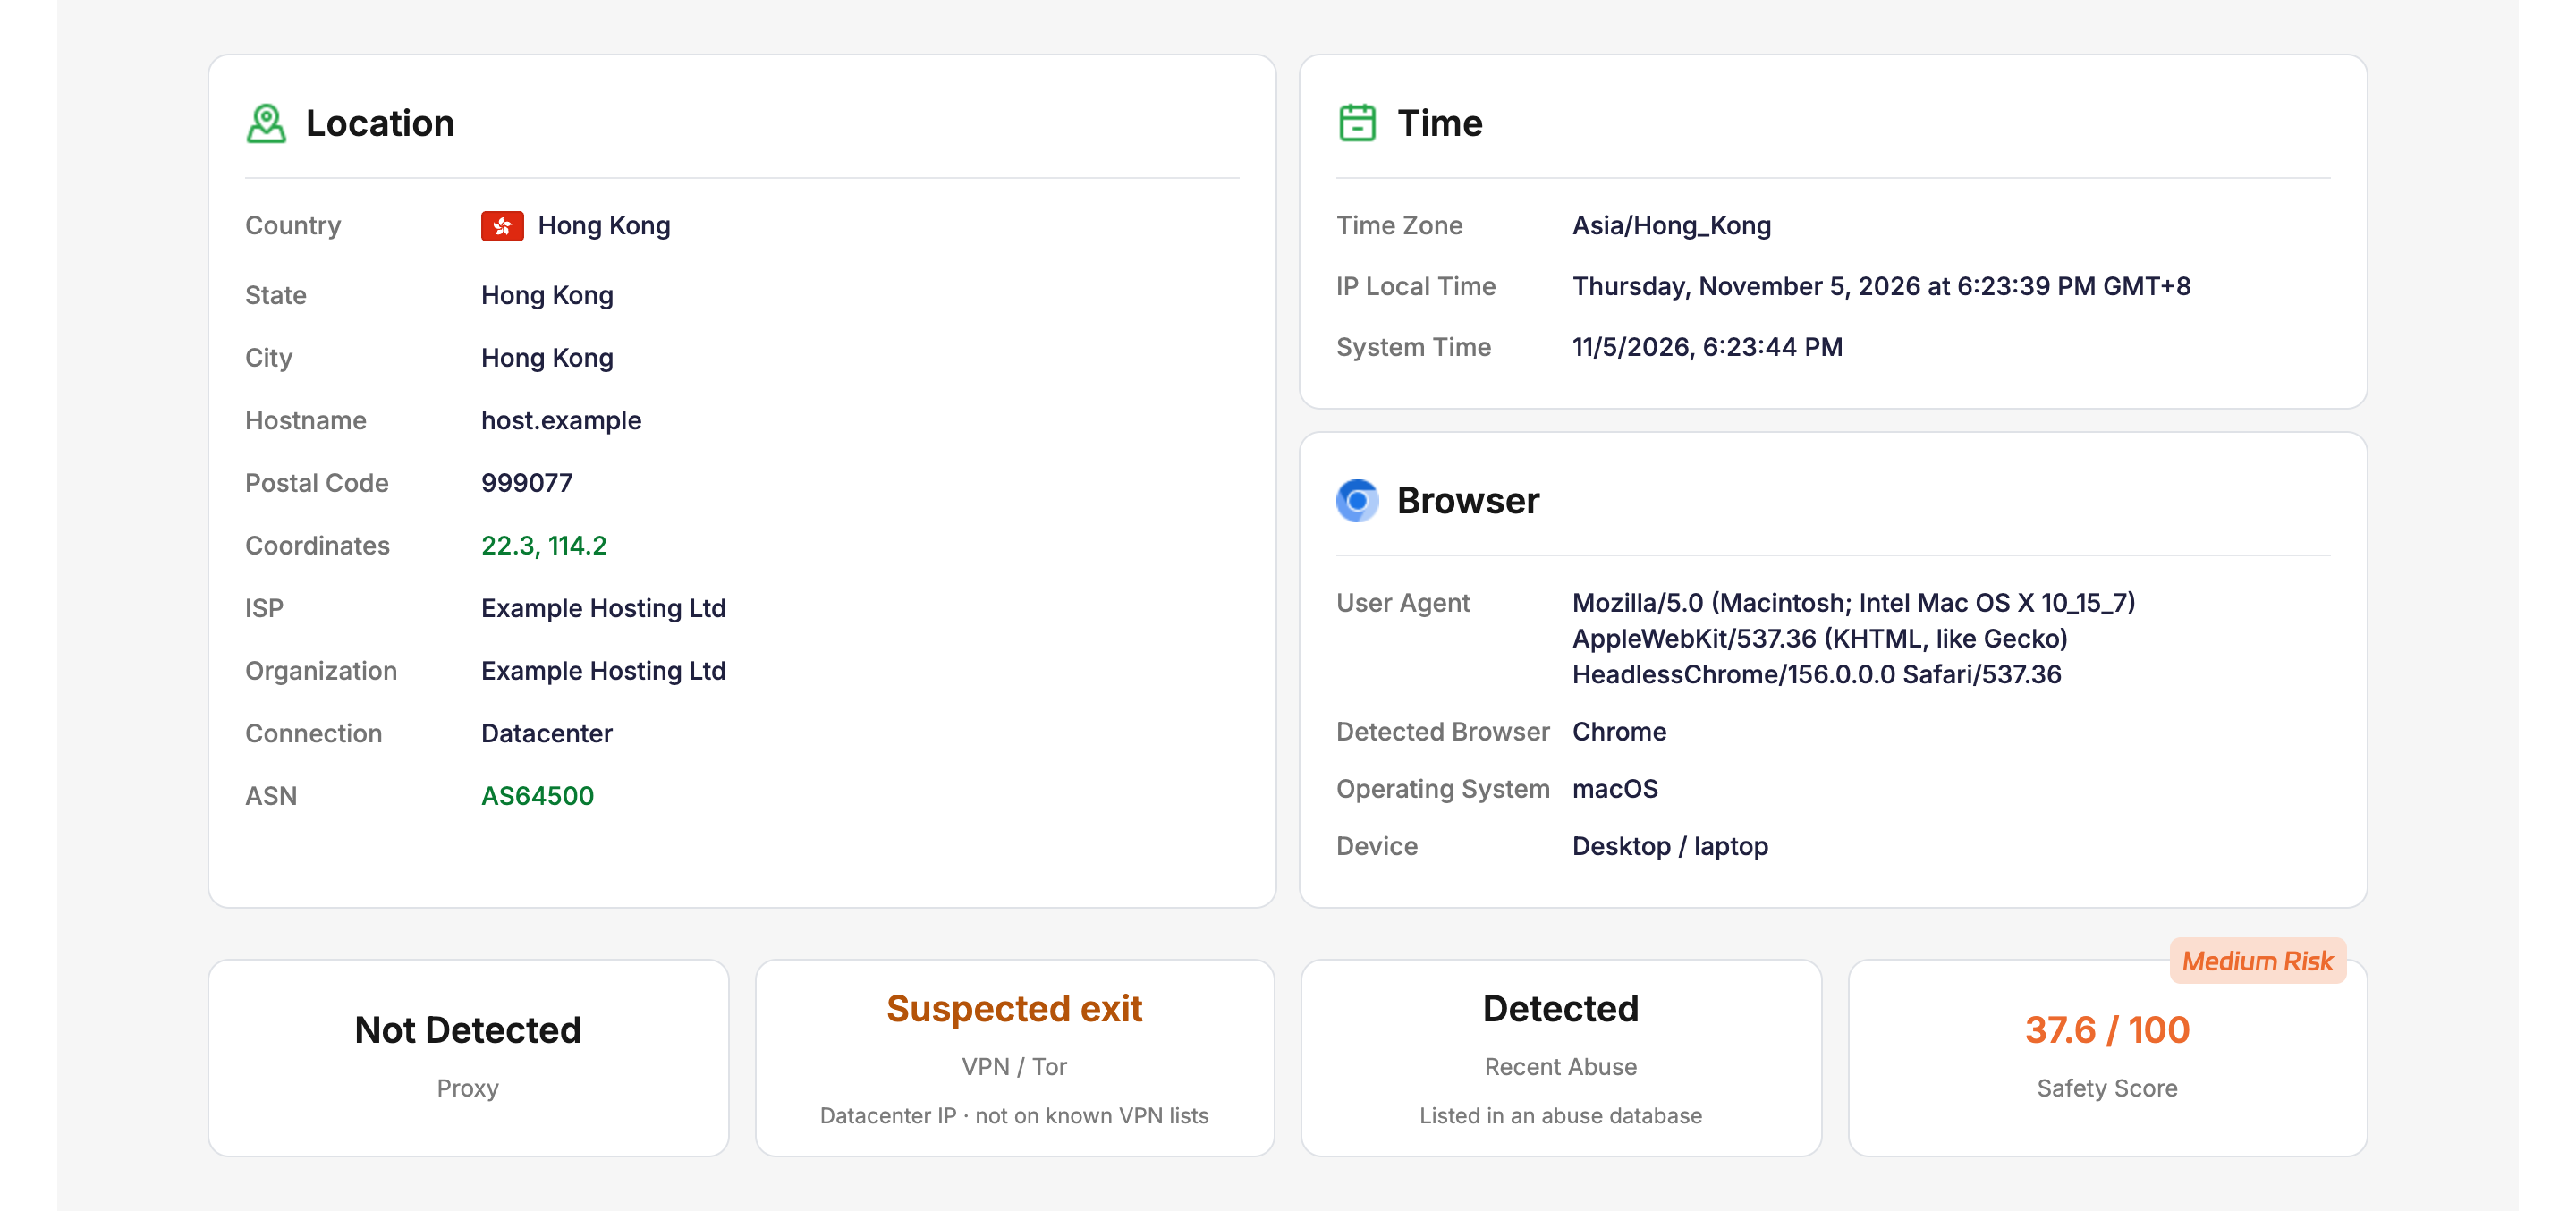 Location
Country Hong Kong
State Hong Kong
City Hong Kong
Hostname host.example
Postal Code 999077
Coordinates 22.3, 114.2
ISP Example Hosting Ltd
Organization Example Hosting Ltd
Connection Datacenter
ASN AS64500
Time
Time Zone Asia/Hong_Kong
IP Local Time Thursday, November 5, 2026 at 6:23:39 PM GMT+8
System Time 11/5/2026, 6:23:44 PM
Browser
User Agent Mozilla/5.0 (Macintosh; Intel Mac OS X 10_15_7)
AppleWebKit/537.36 (KHTML, like Gecko)
HeadlessChrome/156.0.0.0 Safari/537.36
Detected Browser Chrome
Operating System macOS
Device Desktop / laptop
Not Detected
Proxy
Suspected exit
VPN / Tor
Datacenter IP · not on known VPN lists
Detected
Recent Abuse
Listed in an abuse database
Medium Risk
37.6 / 100
Safety Score